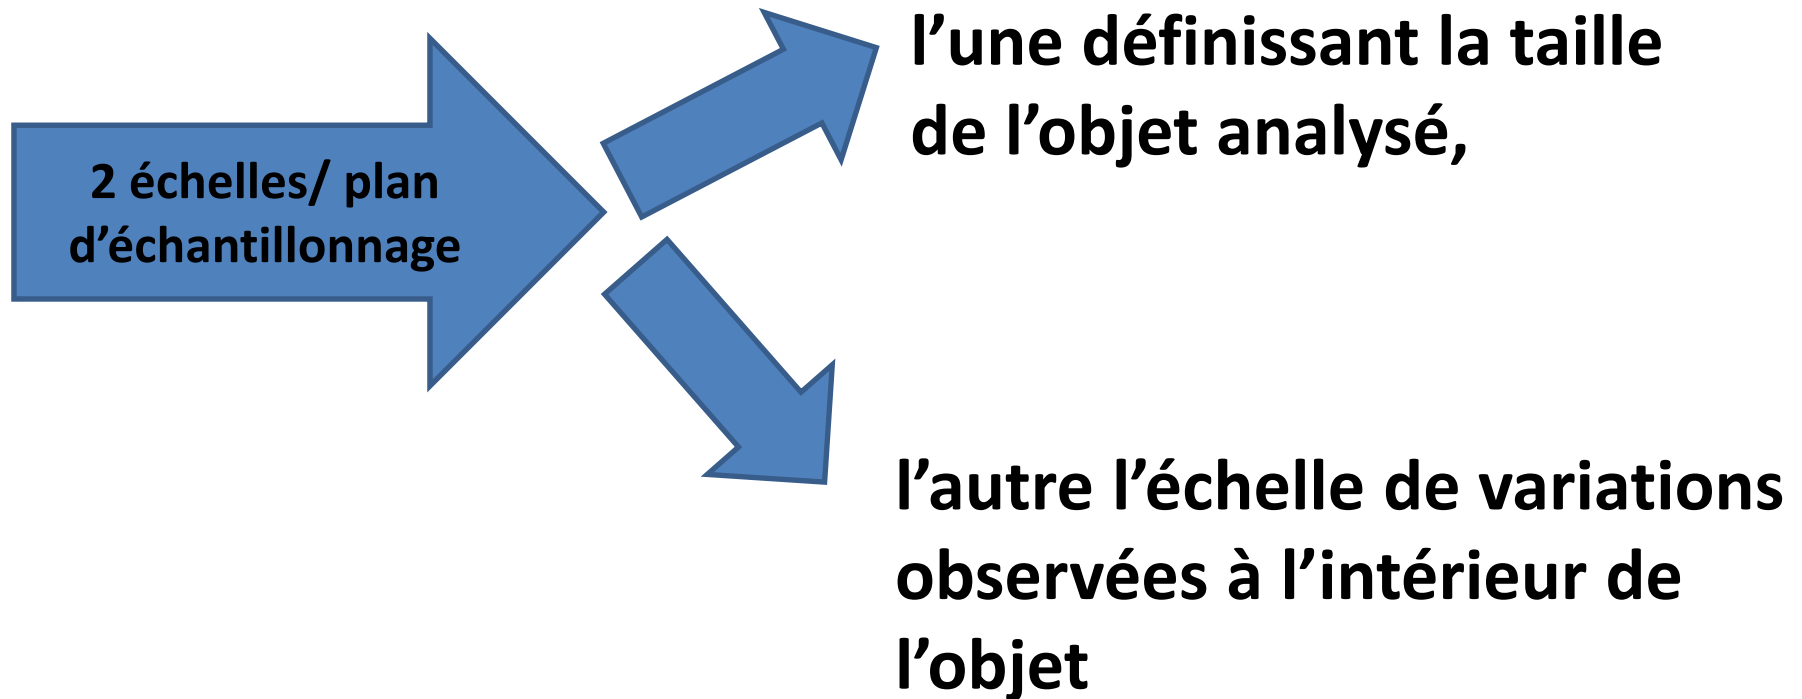 2 échelles/ plan
d’échantillonnage
l’une définissant la taille
de l’objet analysé,
l’autre l’échelle de variations
observées à l’intérieur de
l’objet